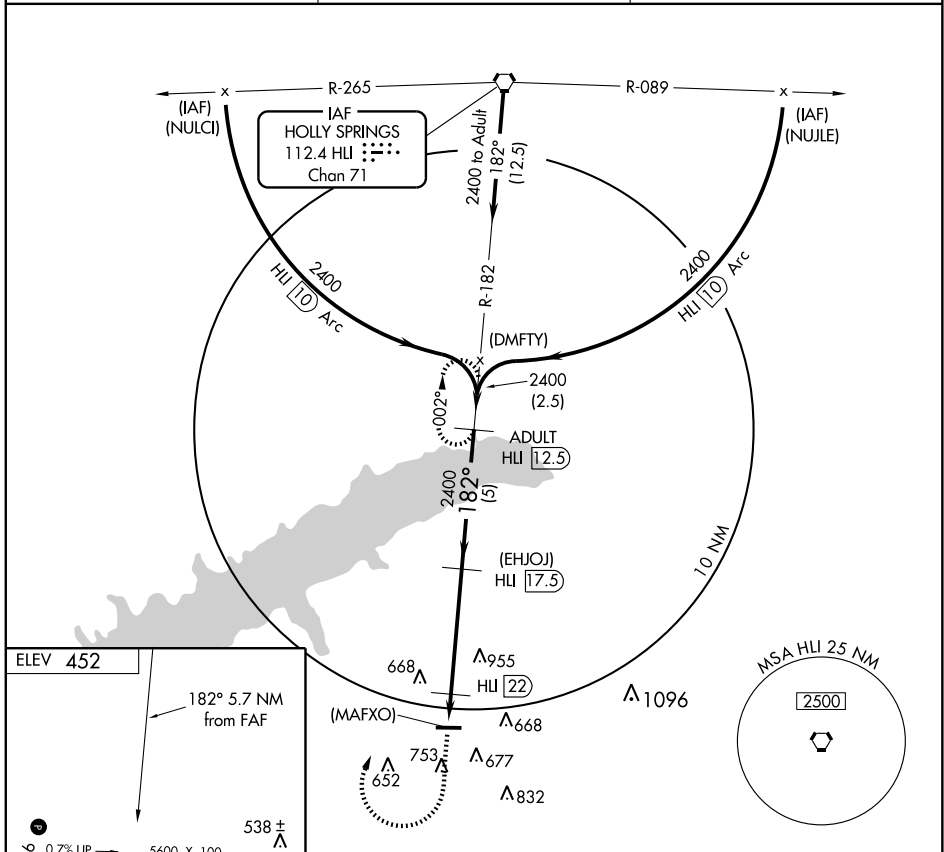 R-265
R-089
(IAF)
(NULCI)
(IAF)
(NUJLE)
IAF
HOLLY SPRINGS
112.4 HLI
Chan 71
2400 to Adult
182°
(12.5)
R-182
2400
HLI 10 Arc
2400
HLI 10 Arc
(DMFTY)
2400
(2.5)
002°
ADULT
HLI 12.5
2400
182°
(5)
(EHJOJ)
HLI 17.5
10 NM
955
668
HLI 22
1096
(MAFXO)
668
753
677
652
832
MSA HLI 25 NM
2500
ELEV 452
182° 5.7 NM
from FAF
538 ±
P
0.7% UP
5600 X 100